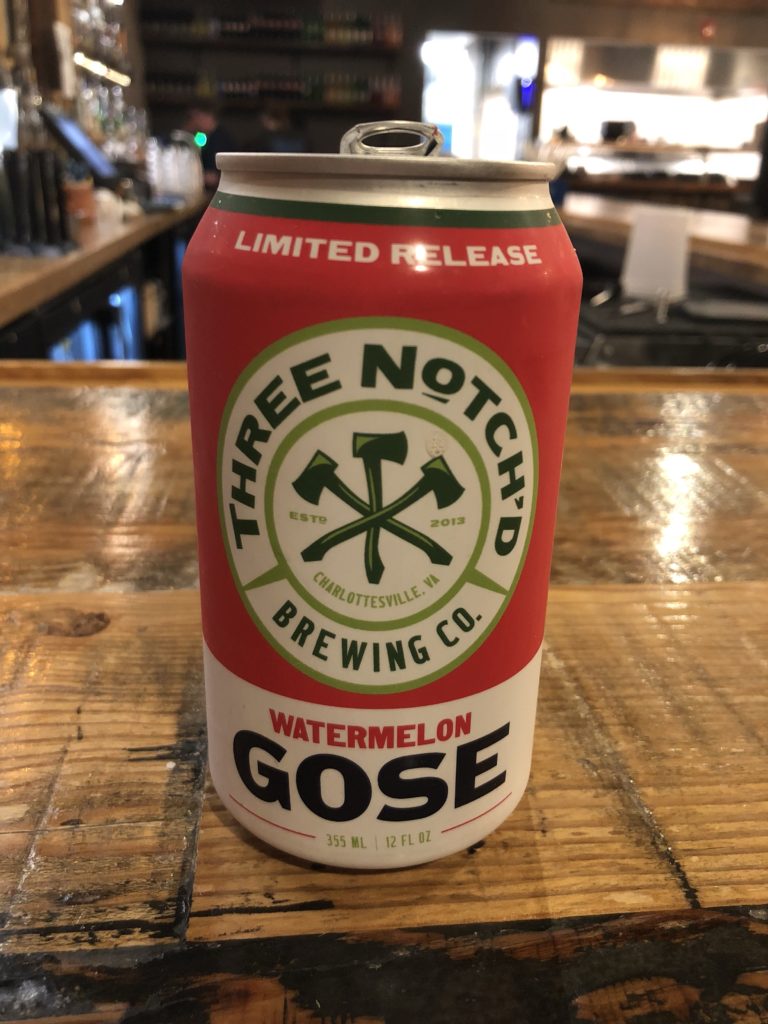 LIMITED RELEASE
THREE NOTCH'D
ESTD 2013
CHARLOTTESVILLE, VA
BREWING CO.
WATERMELON
GOSE
355 ML | 12 FL OZ